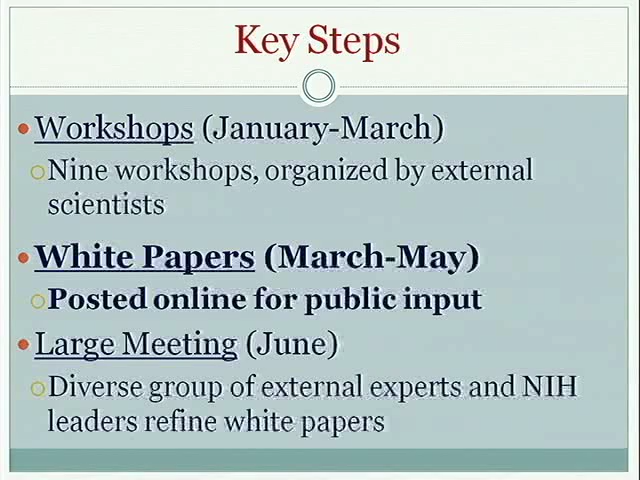 Key Steps
Workshops (January-March)
Nine workshops, organized by external
scientists
White Papers (March-May)
Posted online for public input
Large Meeting (June)
Diverse group of external experts and NIH
leaders refine white papers